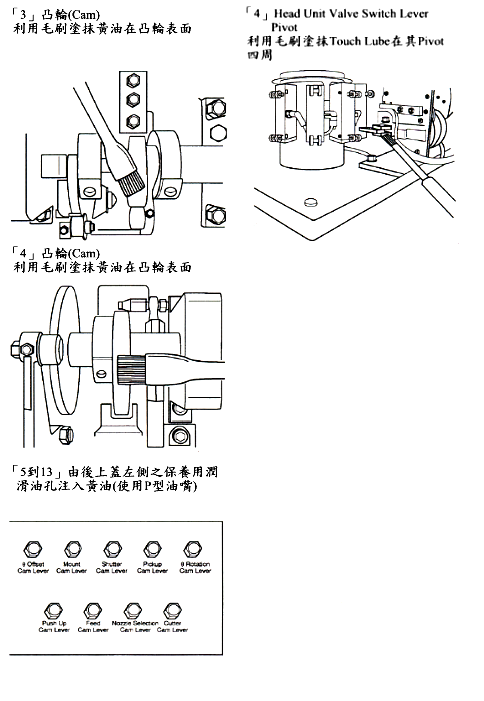 「3」凸輪(Cam)
利用毛刷塗抹黃油在凸輪表面
「4」凸輪(Cam)
利用毛刷塗抹黃油在凸輪表面
「5到13」由後上蓋左側之保養用潤
滑油孔注入黃油(使用P型油嘴)
θ Offset Mount Shutter Pickup θ Rotation
Cam Lever Cam Lever Cam Lever Cam Lever Cam Lever
Push Up Feed Nozzle Selection Cutter
Cam Lever Cam Lever Cam Lever Cam Lever
「4」Head Unit Valve Switch Lever
Pivot
利用毛刷塗抹Touch Lube在其Pivot
四周